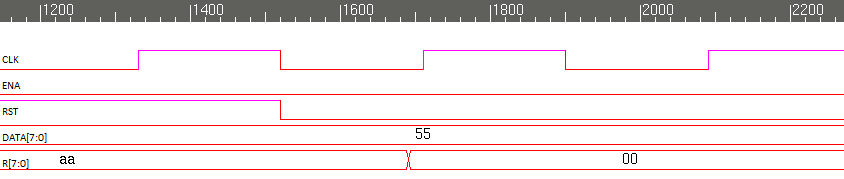 1200 1400 1600 1800 2000 2200
CLK
ENA
RST
DATA[7:0] 55
R[7:0] aa 00